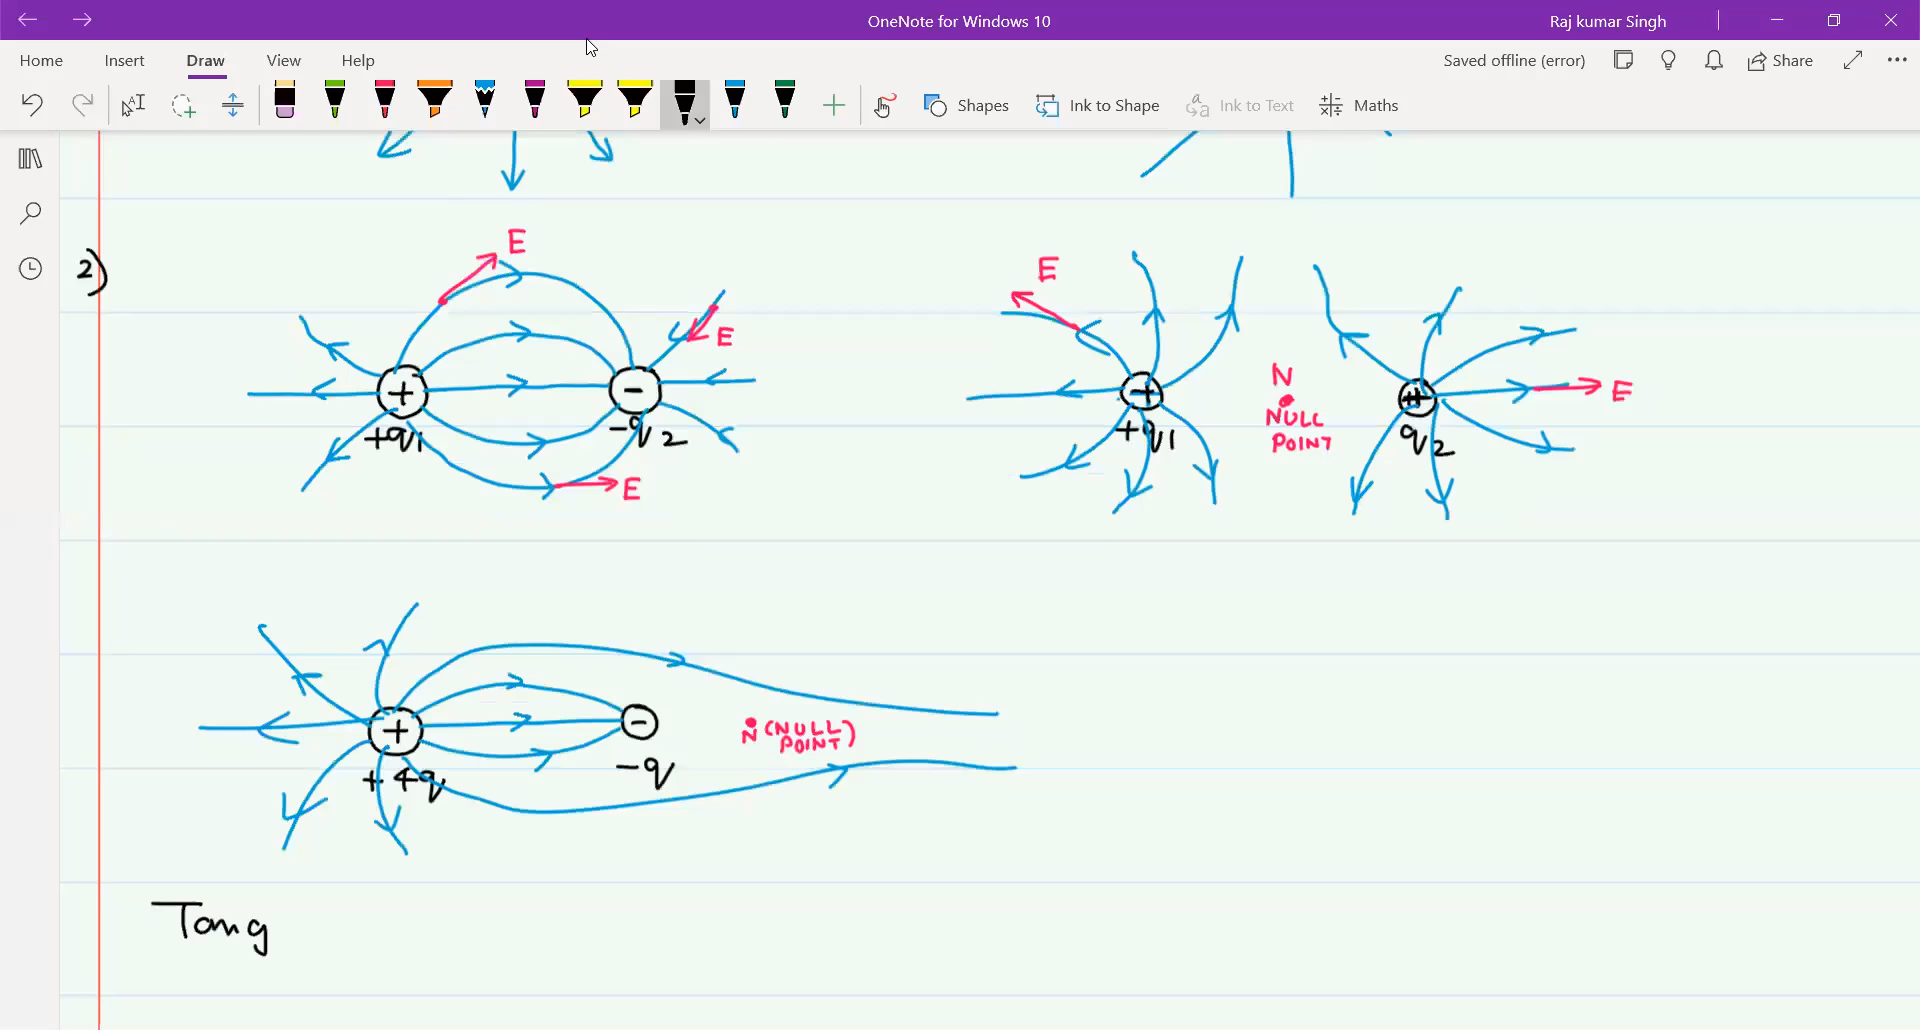 OneNote for Windows 10
Raj kumar Singh
Home Insert Draw View Help
Saved offline (error)
Share
Shapes
Ink to Shape
Ink to Text
Maths
2)
E
E
+
-
+q1
-q2
E
E
+
+
+q1
q2
N
NULL
POINT
E
+
-
+4q
-q
N (NULL
POINT)
Tang